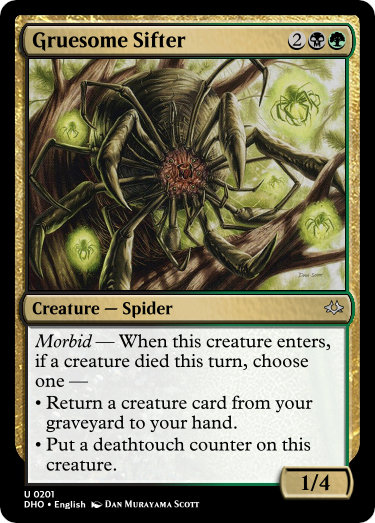 Gruesome Sifter 2
Creature — Spider
Morbid — When this creature enters,
if a creature died this turn, choose
one —
• Return a creature card from your
graveyard to your hand.
• Put a deathtouch counter on this
creature.
1/4
U 0201
DHO • English Dan Murayama Scott